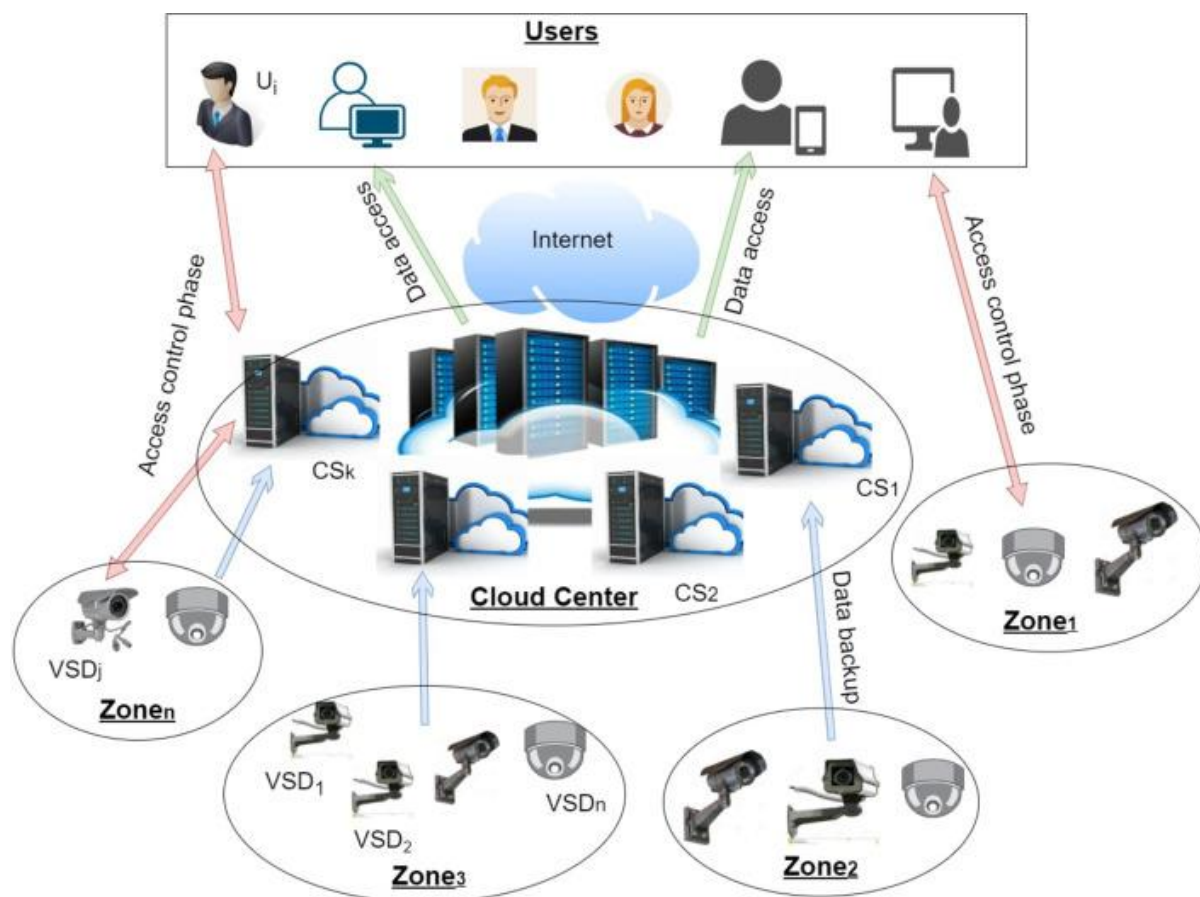 Users
Ui
Data access
Internet
Data access
Access control phase
Access control phase
CSk
CS1
CS2
Cloud Center
Data backup
Zone1
VSDj
Zonen
VSD1
VSD2
VSDn
Zone3
Zone2